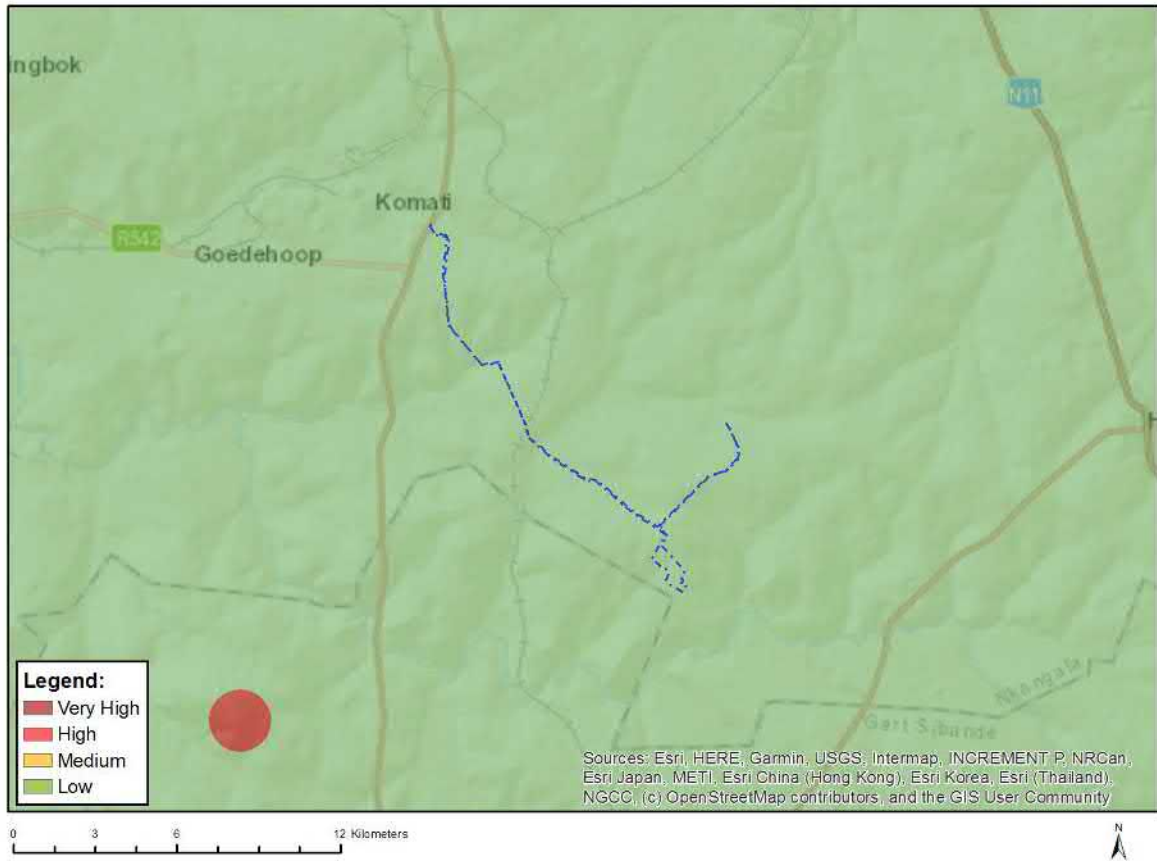 ingbok
N11
Komati
R542
Goedehoop
H
Nkangala
Gert Sibande
Legend:
Very High
High
Medium
Low
Sources: Esri, HERE, Garmin, USGS, Intermap, INCREMENT P, NRCan,
Esri Japan, METI, Esri China (Hong Kong), Esri Korea, Esri (Thailand),
NGCC, (c) OpenStreetMap contributors, and the GIS User Community
0 3 6 12 Kilometers
N